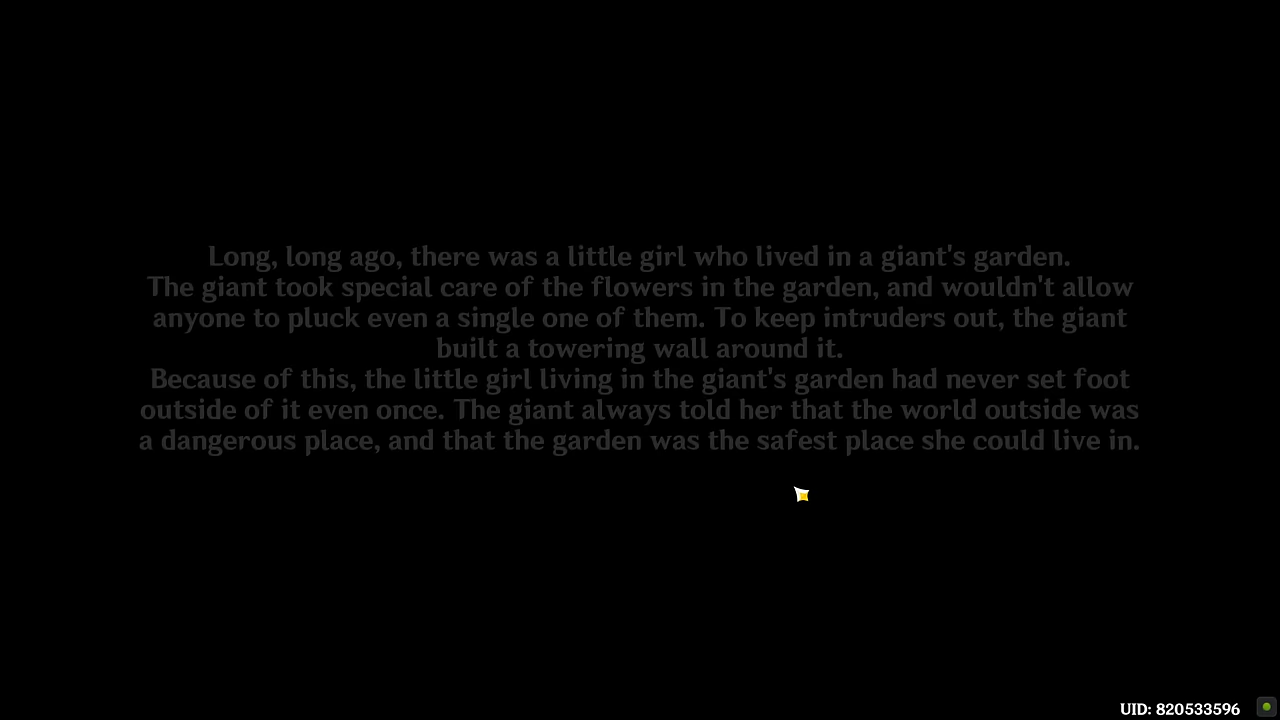 Long, long ago, there was a little girl who lived in a giant's garden.
The giant took special care of the flowers in the garden, and wouldn't allow
anyone to pluck even a single one of them. To keep intruders out, the giant
built a towering wall around it.
Because of this, the little girl living in the giant's garden had never set foot
outside of it even once. The giant always told her that the world outside was
a dangerous place, and that the garden was the safest place she could live in.
UID: 820533596